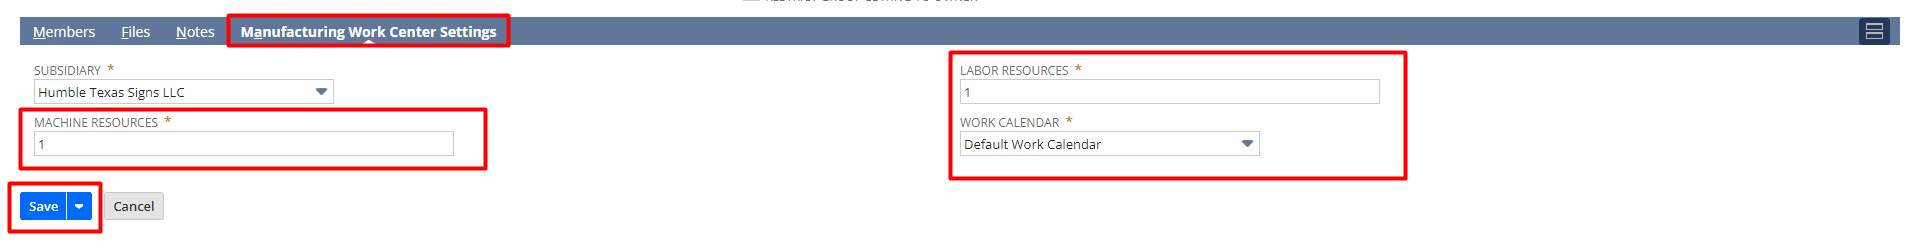 Members Files Notes Manufacturing Work Center Settings
SUBSIDIARY *
Humble Texas Signs LLC
MACHINE RESOURCES *
1
LABOR RESOURCES *
1
WORK CALENDAR *
Default Work Calendar
Save Cancel